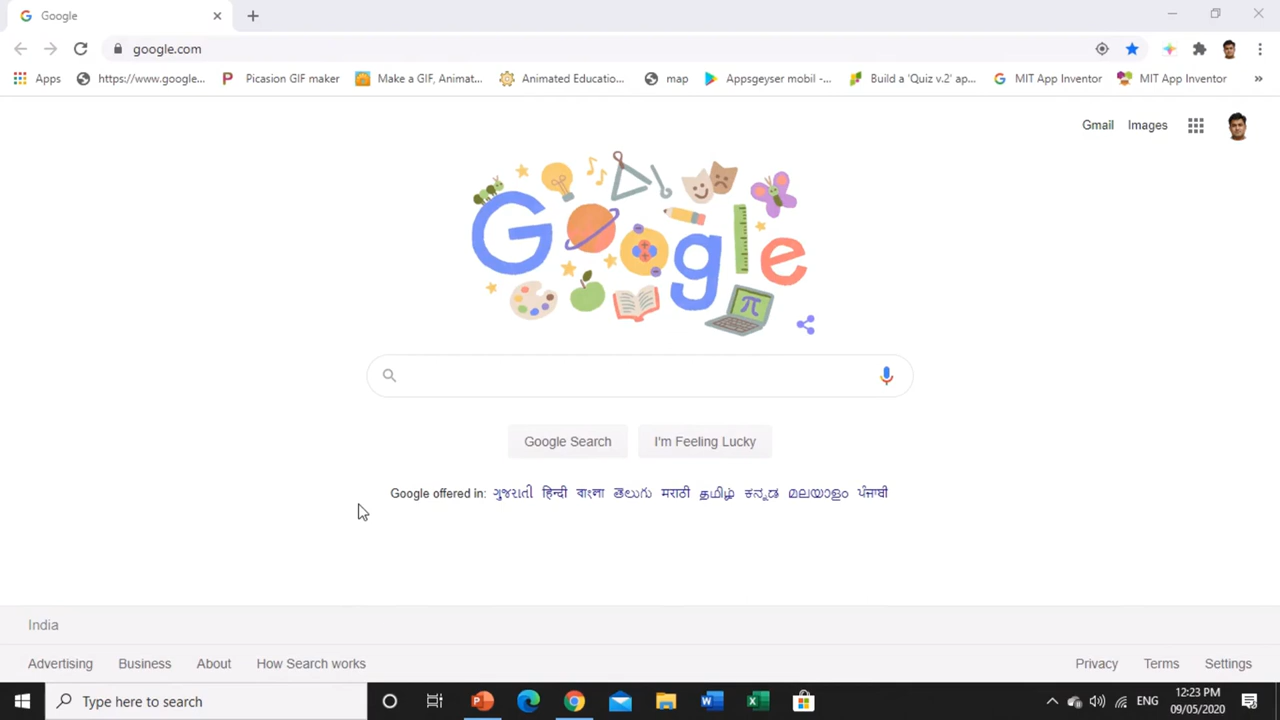 Google
google.com
Apps https://www.google... Picasion GIF maker Make a GIF, Animat... Animated Educatio... map Appsgeyser mobil -... Build a 'Quiz v.2' ap... MIT App Inventor MIT App Inventor »
Gmail Images
Google
π
Google Search I'm Feeling Lucky
Google offered in: ગુજરાતી हिन्दी বাংলা తెలుగు मराठी தமிழ் ಕನ್ನಡ മലയാളം ਪੰਜਾਬੀ
India
Advertising Business About How Search works Privacy Terms Settings
Type here to search ENG 12:23 PM
09/05/2020